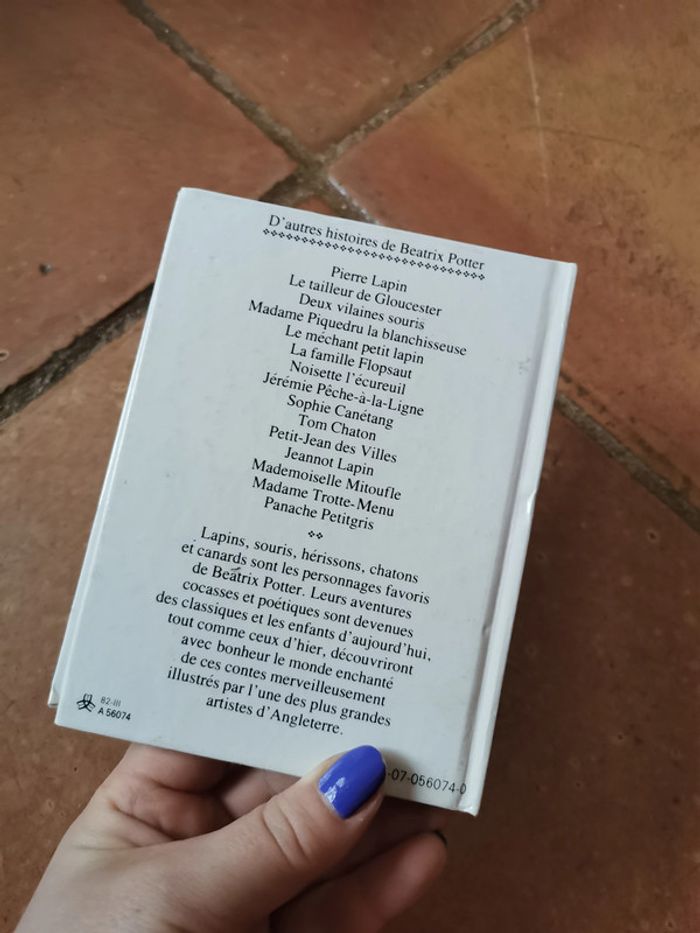 D'autres histoires de Beatrix Potter
Pierre Lapin
Le tailleur de Gloucester
Deux vilaines souris
Madame Piquedru la blanchisseuse
Le méchant petit lapin
La famille Flopsaut
Noisette l'écureuil
Jérémie Pêche-à-la-Ligne
Sophie Canétang
Tom Chaton
Petit-Jean des Villes
Jeannot Lapin
Mademoiselle Mitoufle
Madame Trotte-Menu
Panache Petitgris
Lapins, souris, hérissons, chatons
et canards sont les personnages favoris
de Beatrix Potter. Leurs aventures
cocasses et poétiques sont devenues
des classiques et les enfants d'aujourd'hui,
tout comme ceux d'hier, découvriront
avec bonheur le monde enchanté
de ces contes merveilleusement
illustrés par l'une des plus grandes
artistes d'Angleterre.
82-III
A 56074
-07-056074-0